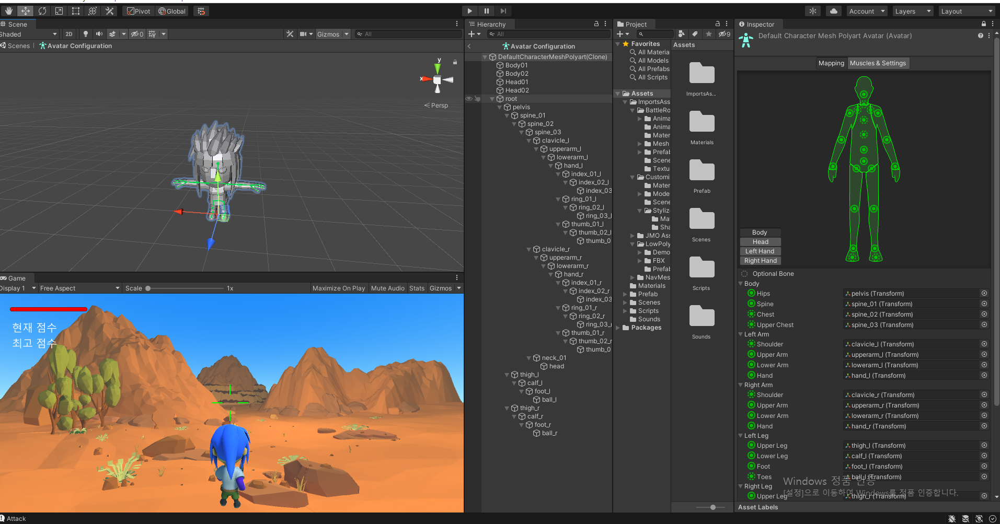 Pivot
Global
Account
Layers
Layout
Scene
Shaded
2D
0
Gizmos
All
Scenes
Avatar Configuration
y
x
Persp
Game
Display 1
Free Aspect
Scale
1x
Maximize On Play
Mute Audio
Stats
Gizmos
현재 점수
최고 점수
Attack
Hierarchy
All
Avatar Configuration
DefaultCharacterMeshPolyart(Clone)
Body01
Body02
Head01
Head02
root
pelvis
spine_01
spine_02
spine_03
clavicle_l
upperarm_l
lowerarm_l
hand_l
index_01_l
index_02_l
index_03
ring_01_l
ring_02_l
ring_03_l
thumb_01_l
thumb_02_l
thumb_0
clavicle_r
upperarm_r
lowerarm_r
hand_r
index_01_r
index_02_r
index_03
ring_01_r
ring_02_r
ring_03_r
thumb_01_r
thumb_02_r
thumb_0
neck_01
head
thigh_l
calf_l
foot_l
ball_l
thigh_r
calf_r
foot_r
ball_r
Project
9
Favorites
All Materia
All Models
All Prefabs
All Scripts
Assets
ImportsAss
BattleRo
Anima
Anima
Mater
Mesh
Prefab
Scene
Textu
Customi
Mater
Mode
Scene
Styliz
Ma
Sha
JMO Ass
LowPoly
Demo
FBX
Prefab
NavMes
Materials
Prefab
Scenes
Scripts
Sounds
Packages
Assets
ImportsAs...
Materials
Prefab
Scenes
Scripts
Sounds
Inspector
Default Character Mesh Polyart Avatar (Avatar)
Mapping
Muscles & Settings
Body
Head
Left Hand
Right Hand
Optional Bone
Body
Hips pelvis (Transform)
Spine spine_01 (Transform)
Chest spine_02 (Transform)
Upper Chest spine_03 (Transform)
Left Arm
Shoulder clavicle_l (Transform)
Upper Arm upperarm_l (Transform)
Lower Arm lowerarm_l (Transform)
Hand hand_l (Transform)
Right Arm
Shoulder clavicle_r (Transform)
Upper Arm upperarm_r (Transform)
Lower Arm lowerarm_r (Transform)
Hand hand_r (Transform)
Left Leg
Upper Leg thigh_l (Transform)
Lower Leg calf_l (Transform)
Foot foot_l (Transform)
Toes ball_l (Transform)
Right Leg
Upper Leg thigh_r (Transform)
Windows 정품 인증
[설정]으로 이동하여 Windows를 정품 인증합니다.
Asset Labels